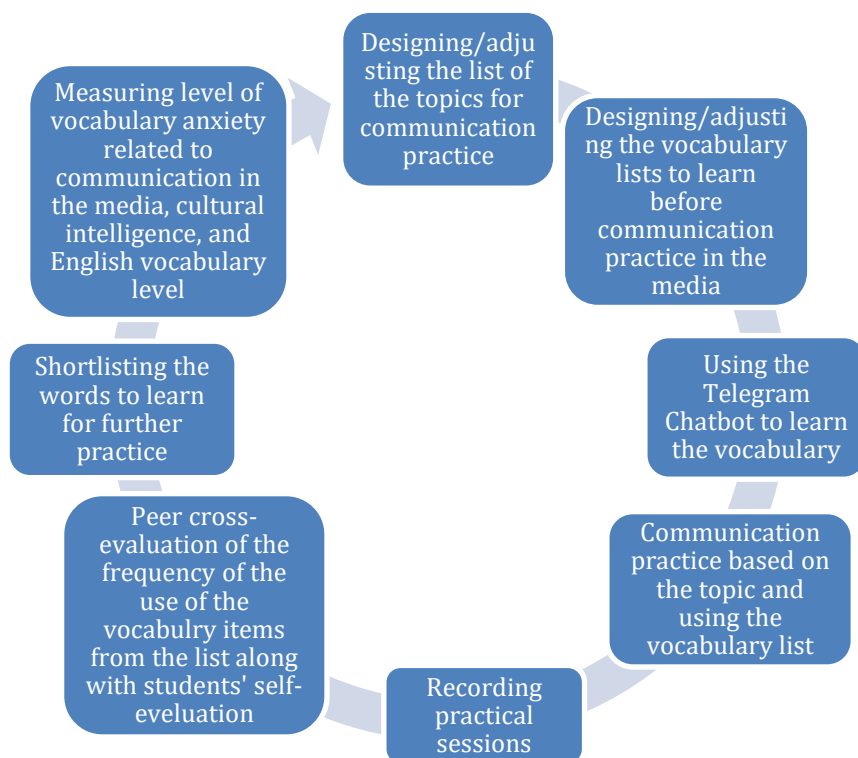 Designing/adju
sting the list of
the topics for
communication
practice
Designing/adjusti
ng the vocabulary
lists to learn
before
communication
practice in the
media
Using the
Telegram
Chatbot to learn
the vocabulary
Communication
practice based on
the topic and
using the
vocabulary list
Recording
practical
sessions
Peer cross-
evaluation of the
frequency of the
use of the
vocabulry items
from the list along
with students' self-
eveluation
Shortlisting the
words to learn
for further
practice
Measuring level of
vocabulary anxiety
related to
communication in
the media, cultural
intelligence, and
English vocabulary
level